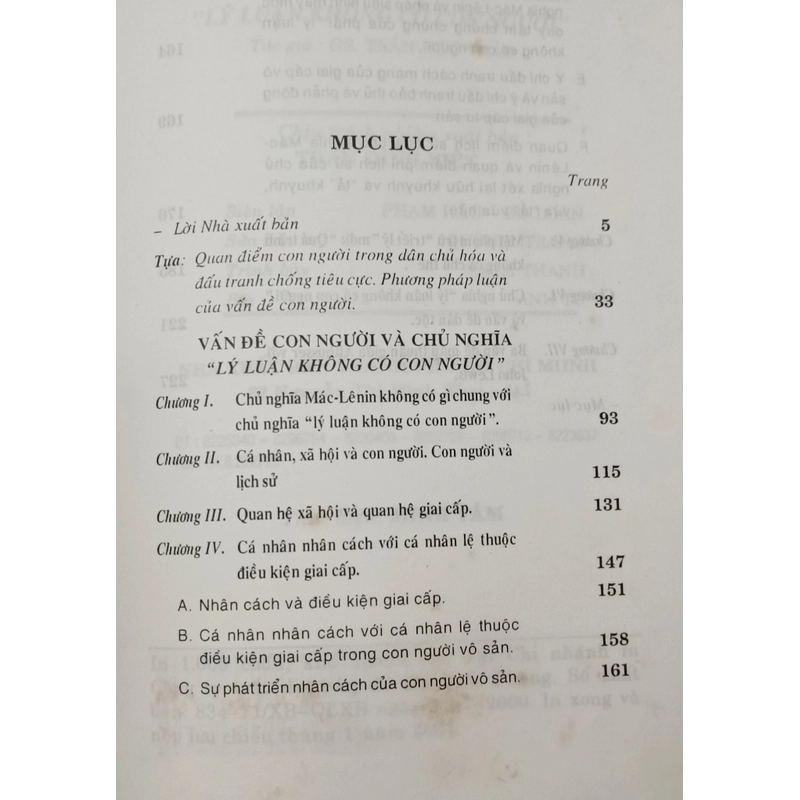 MỤC LỤC
Trang
– Lời Nhà xuất bản 5
Tựa: Quan điểm con người trong dân chủ hóa và
đấu tranh chống tiêu cực. Phương pháp luận
của vấn đề con người. 33
VẤN ĐỀ CON NGƯỜI VÀ CHỦ NGHĨA
“LÝ LUẬN KHÔNG CÓ CON NGƯỜI”
Chương I. Chủ nghĩa Mác-Lênin không có gì chung với
chủ nghĩa “lý luận không có con người”. 93
Chương II. Cá nhân, xã hội và con người. Con người và
lịch sử 115
Chương III. Quan hệ xã hội và quan hệ giai cấp. 131
Chương IV. Cá nhân nhân cách với cá nhân lệ thuộc
điều kiện giai cấp. 147
A. Nhân cách và điều kiện giai cấp. 151
B. Cá nhân nhân cách với cá nhân lệ thuộc
điều kiện giai cấp trong con người vô sản. 158
C. Sự phát triển nhân cách của con người vô sản. 161